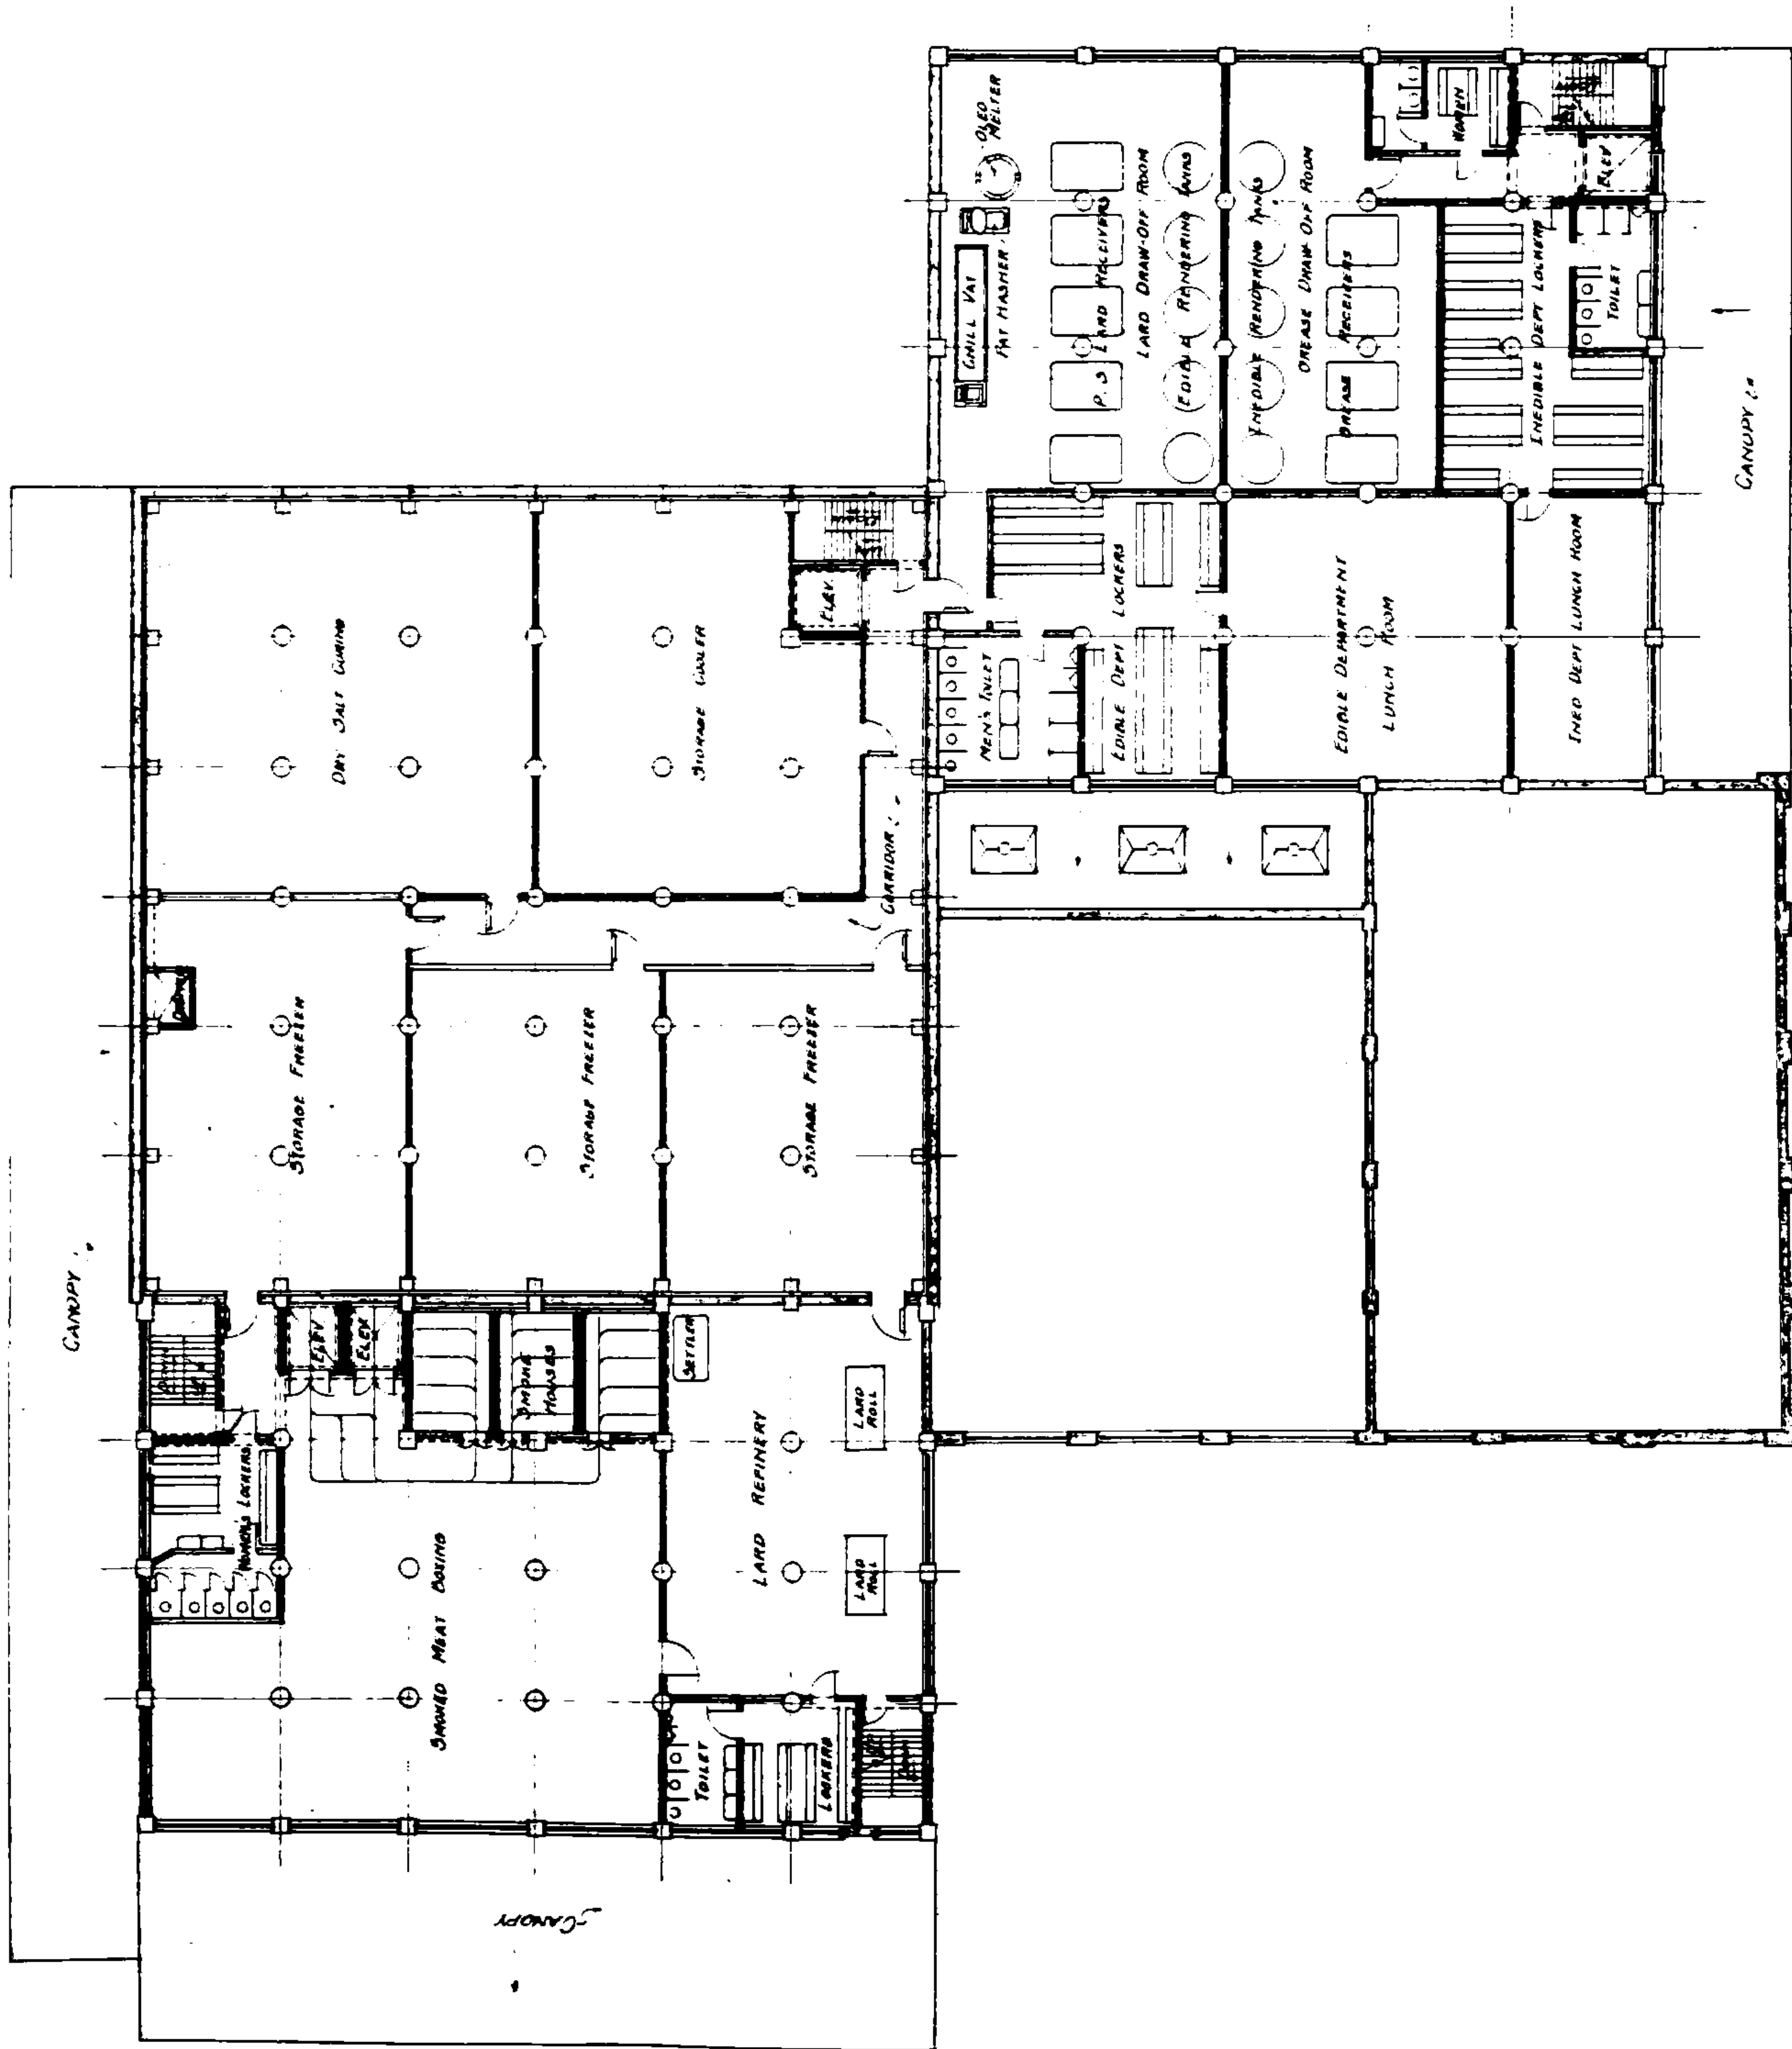 OLEO
MELTER
CHILL VAT
FAT HASHER
P.S. LARD RECEIVERS
LARD DRAW-OFF ROOM
EDIBLE RENDERING TANKS
INEDIBLE RENDERING TANKS
GREASE DRAW-OFF ROOM
GREASE RECEIVERS
WOMEN
ELEV
INEDIBLE DEPT LOCKERS
TOILET
CANOPY
DRY SALT CURING
STORAGE COOLER
ELEV.
MEN'S TOILET
EDIBLE DEPT LOCKERS
EDIBLE DEPARTMENT
LUNCH ROOM
INED DEPT LUNCH ROOM
CORRIDOR
STORAGE FREEZER
STORAGE FREEZER
STORAGE FREEZER
CANOPY
ELEV
ELEV
SMOKE
HOUSES
SETTLER
LARD
ROLL
LARD REFINERY
LARD
ROLL
WOMEN'S LOCKERS
SMOKED MEAT BOXING
TOILET
LOCKERS
CANOPY